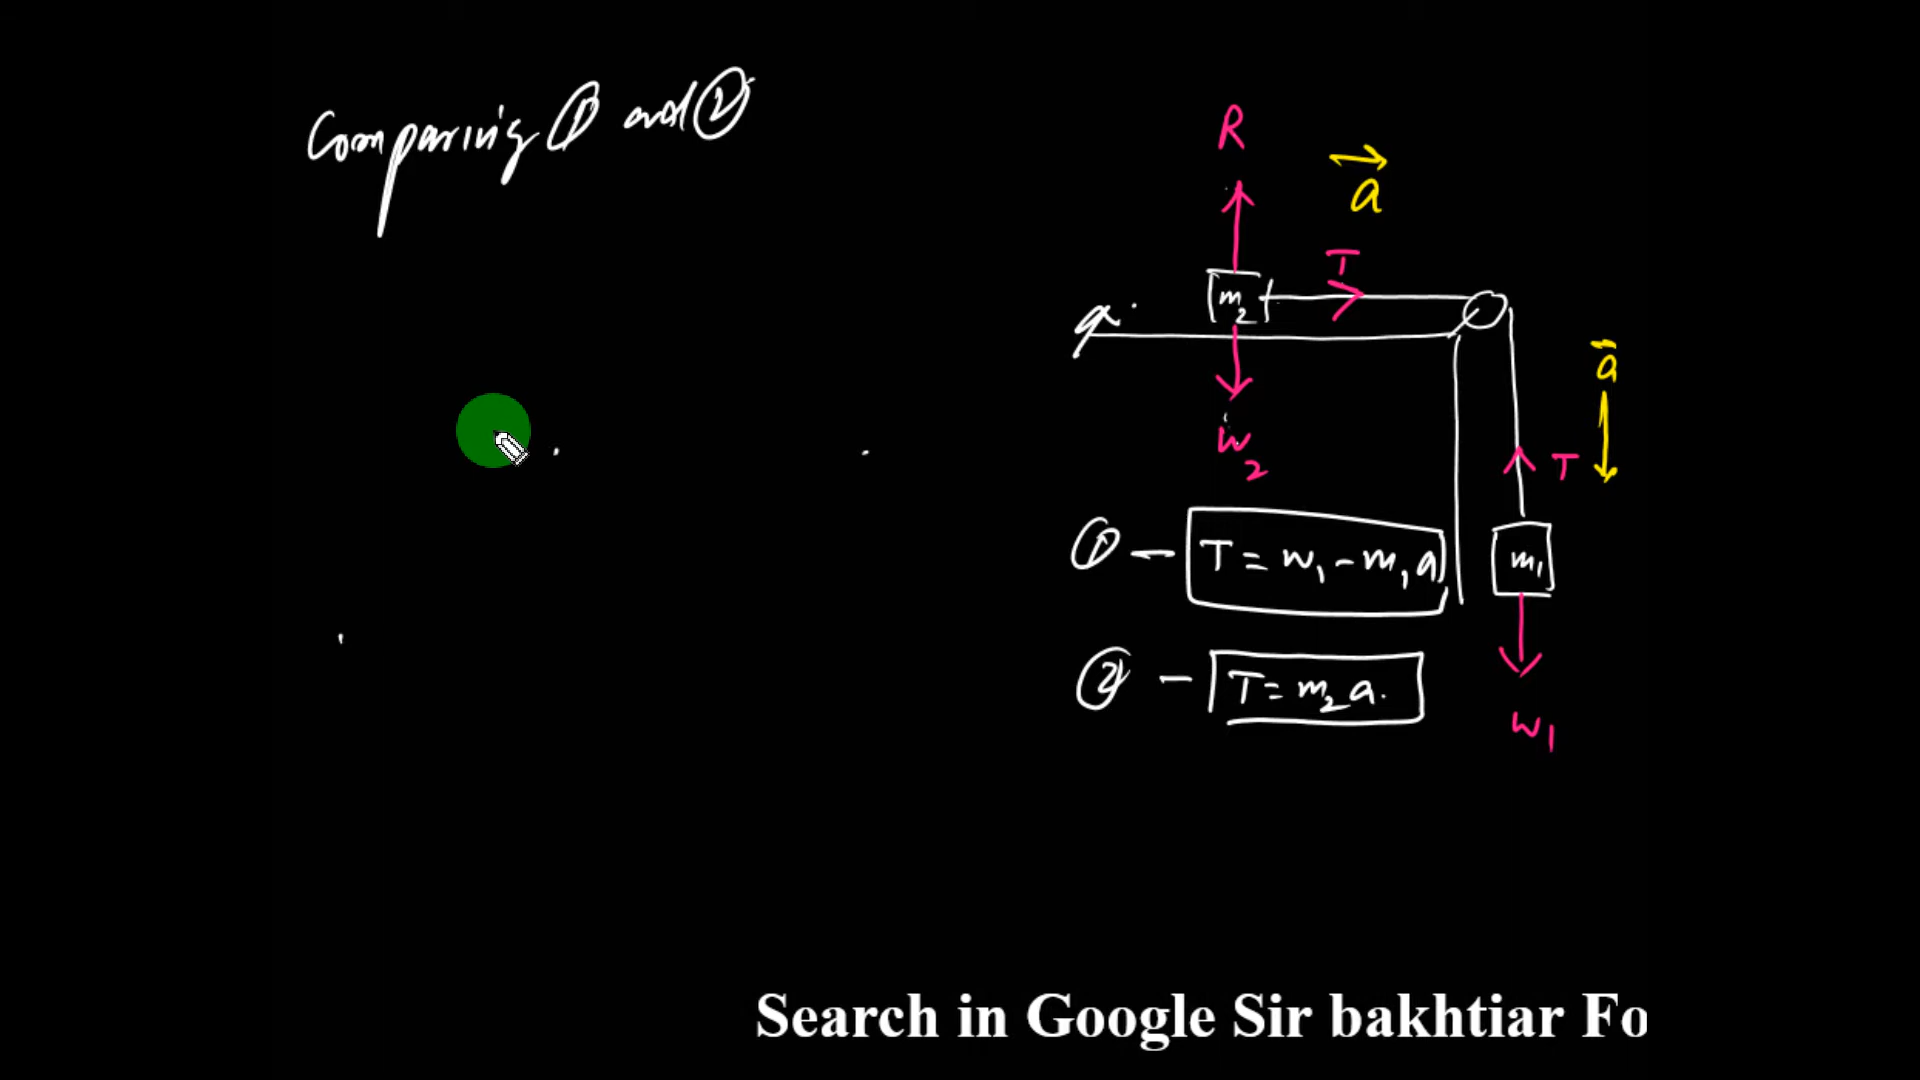 Comparing ① and ②
R
a
T
m₂
a
w₂
T
① - T = w₁ - m₁a
m₁
② - T = m₂a.
w₁
Search in Google Sir bakhtiar Fo